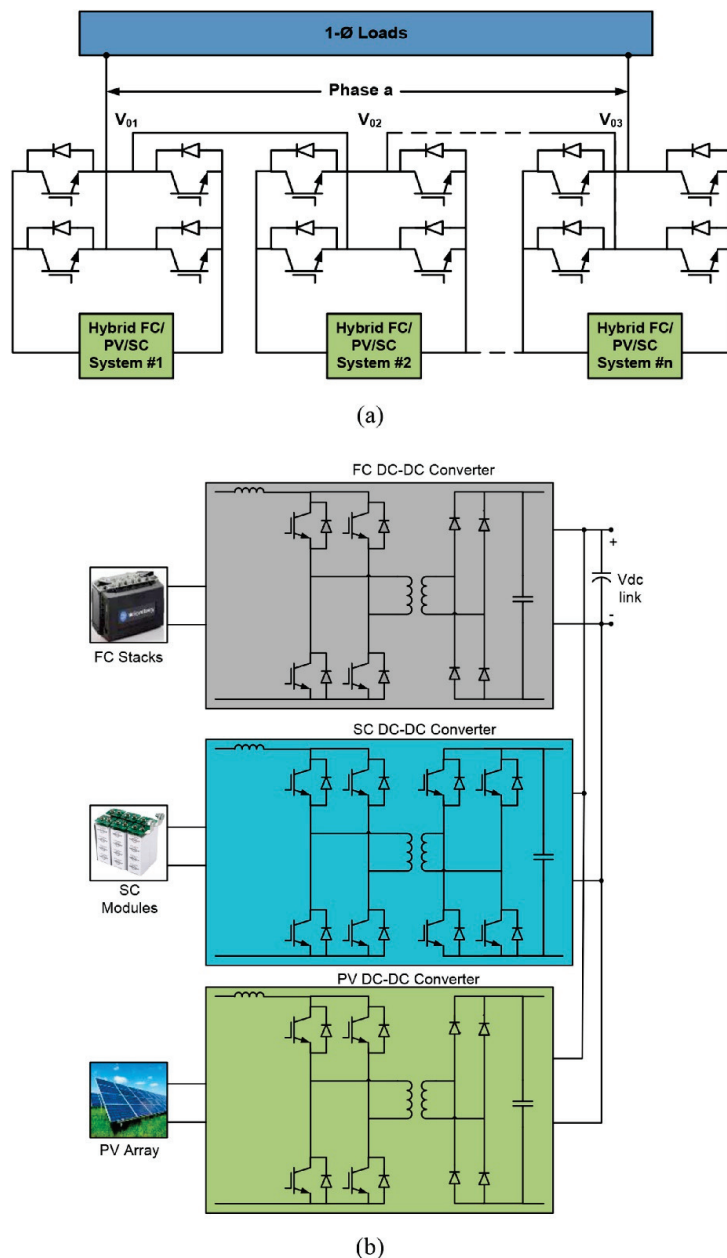 1-Ø Loads
Phase a
V01
V02
V03
Hybrid FC/
PV/SC
System #1
Hybrid FC/
PV/SC
System #2
Hybrid FC/
PV/SC
System #n
(a)
FC DC-DC Converter
FC Stacks
+
Vdc
link
-
SC DC-DC Converter
SC
Modules
PV DC-DC Converter
PV Array
(b)